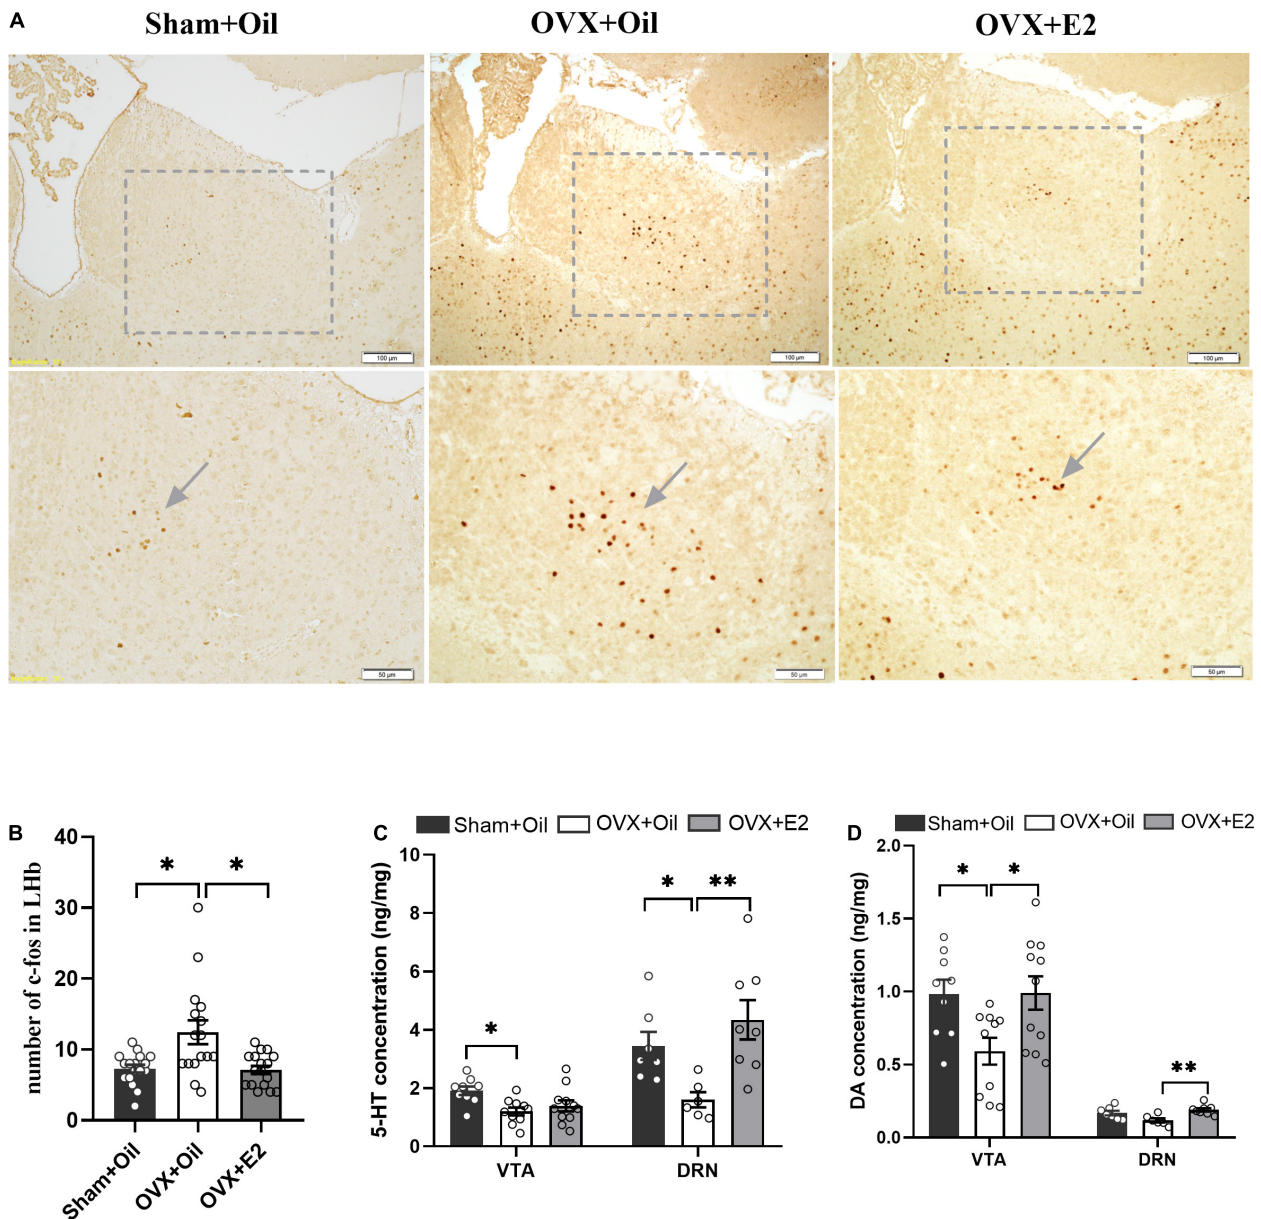 A
Sham+Oil
OVX+Oil
OVX+E2
100 µm
100 µm
100 µm
50 µm
50 µm
50 µm
B
number of c-fos in LHb
40
30
20
10
0
*
*
Sham+Oil
OVX+Oil
OVX+E2
C
Sham+Oil
OVX+Oil
OVX+E2
5-HT concentration (ng/mg)
10
8
6
4
2
0
*
*
**
VTA
DRN
D
Sham+Oil
OVX+Oil
OVX+E2
DA concentration (ng/mg)
2.0
1.5
1.0
0.5
0.0
*
*
**
VTA
DRN